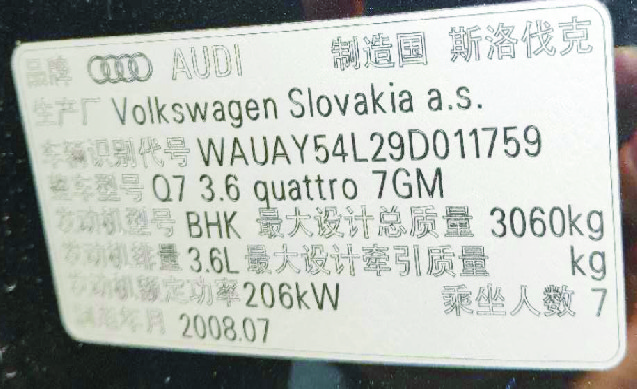 品牌 AUDI 制造国 斯洛伐克
生产厂 Volkswagen Slovakia a.s.
车辆识别代号 WAUAY54L29D011759
整车型号 Q7 3.6 quattro 7GM
发动机型号 BHK 最大设计总质量 3060kg
发动机排量 3.6L 最大设计牵引质量 kg
发动机额定功率 206kW 乘坐人数 7
制造年月 2008.07